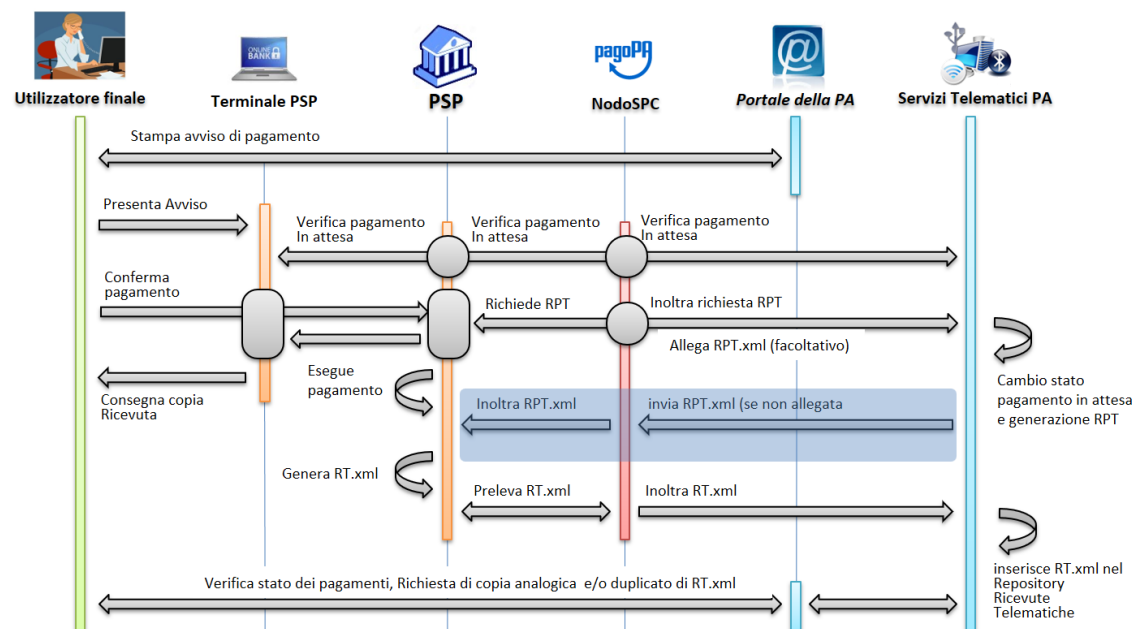 ONLINE
BANK
pagoPA
@
Utilizzatore finale
Terminale PSP
PSP
NodoSPC
Portale della PA
Servizi Telematici PA
Stampa avviso di pagamento
Presenta Avviso
Verifica pagamento
In attesa
Verifica pagamento
In attesa
Verifica pagamento
In attesa
Conferma
pagamento
Richiede RPT
Inoltra richiesta RPT
Allega RPT.xml (facoltativo)
Esegue
pagamento
Cambio stato
pagamento in attesa
e generazione RPT
Consegna copia
Ricevuta
Inoltra RPT.xml
invia RPT.xml (se non allegata
Genera RT.xml
Preleva RT.xml
Inoltra RT.xml
inserisce RT.xml nel
Repository
Ricevute
Telematiche
Verifica stato dei pagamenti, Richiesta di copia analogica e/o duplicato di RT.xml